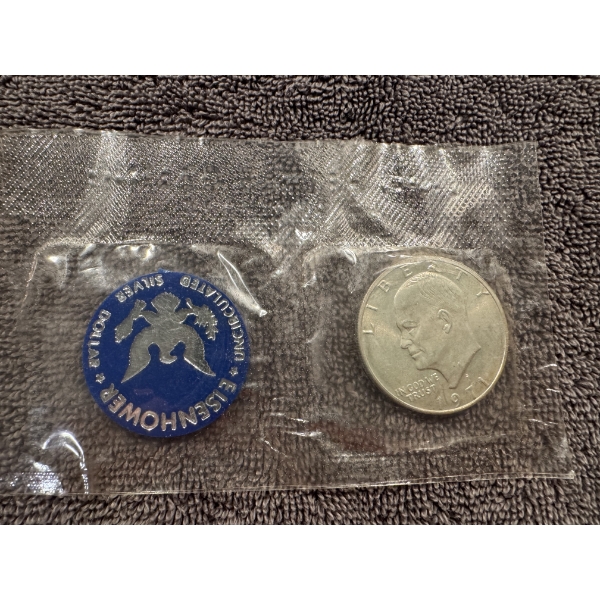 ★ EISENHOWER ★
UNCIRCULATED SILVER DOLLAR
LIBERTY
IN GOD WE
TRUST
S
1971